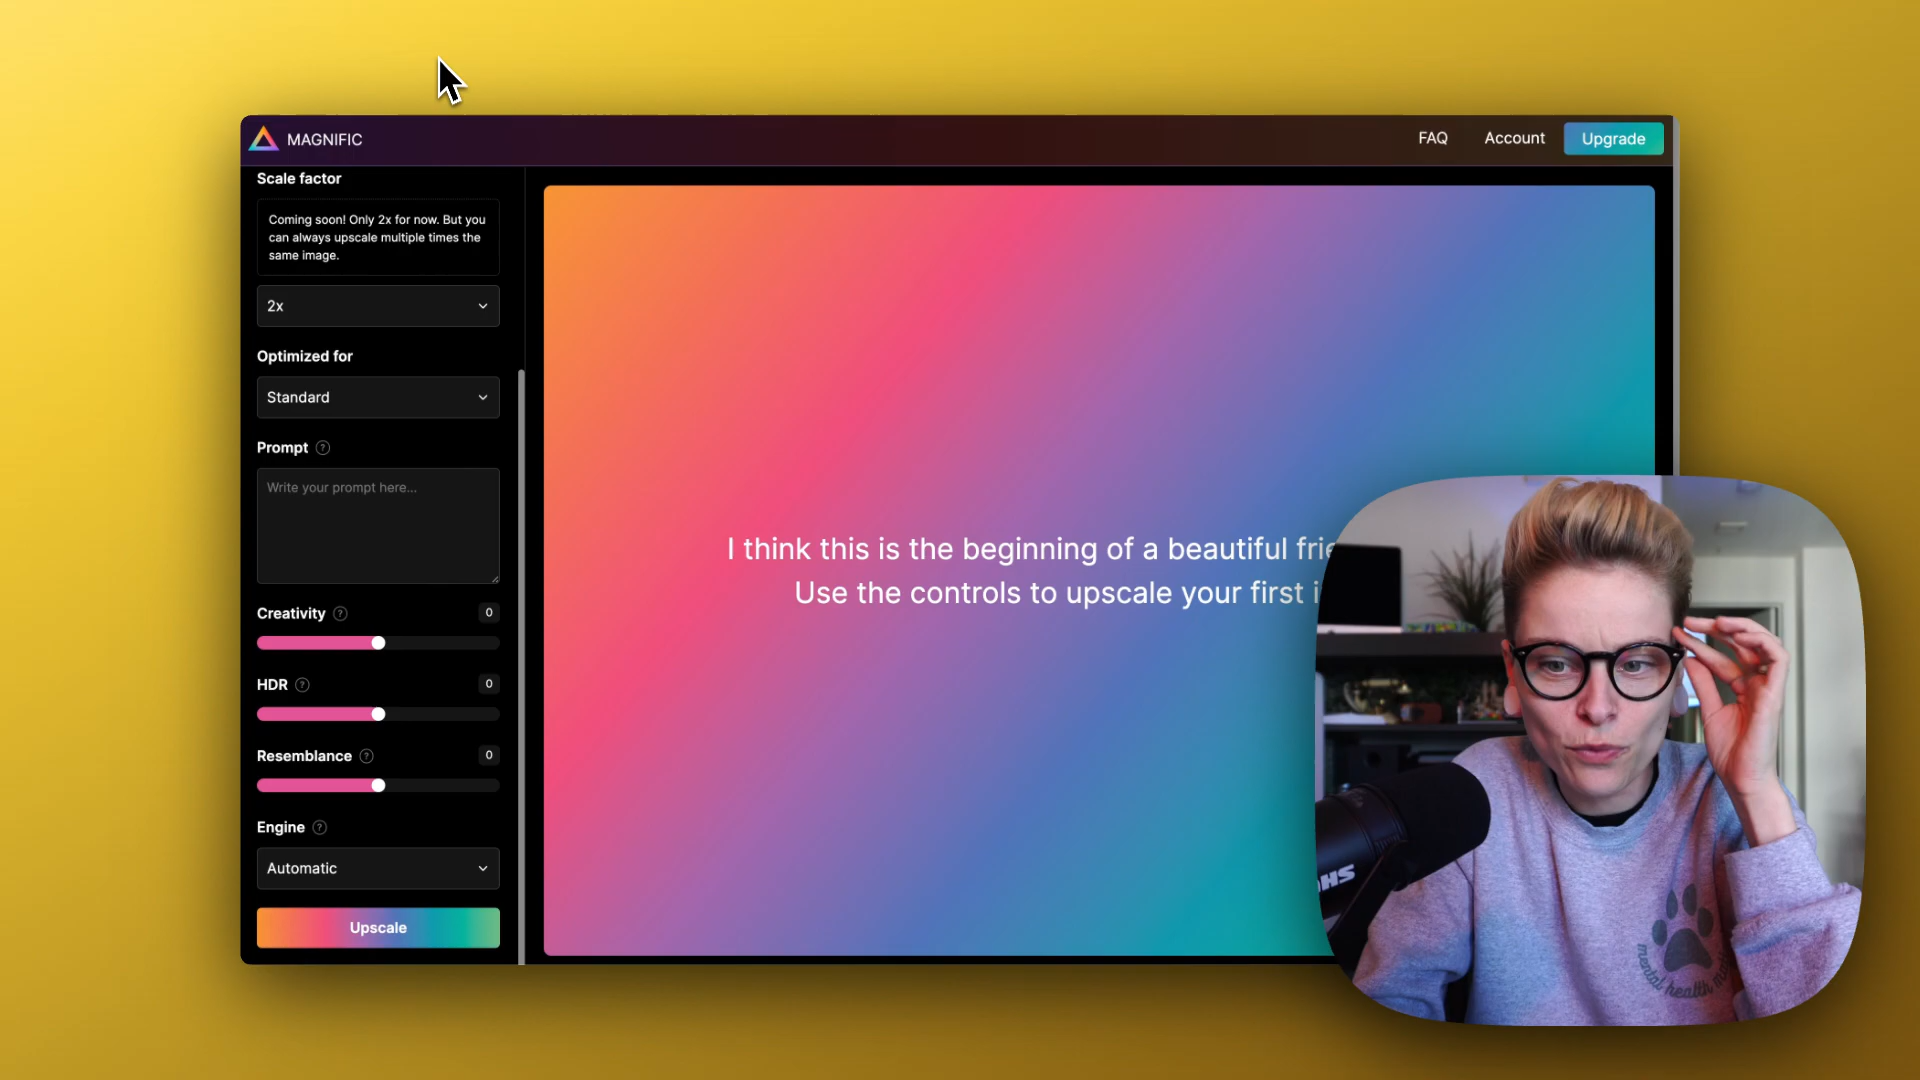 MAGNIFIC
FAQ
Account
Upgrade
Scale factor
Coming soon! Only 2x for now. But you
can always upscale multiple times the
same image.
2x
Optimized for
Standard
Prompt ?
Write your prompt here...
Creativity ? 0
HDR ? 0
Resemblance ? 0
Engine ?
Automatic
Upscale
I think this is the beginning of a beautiful
Use the controls to upscale your first
mental health